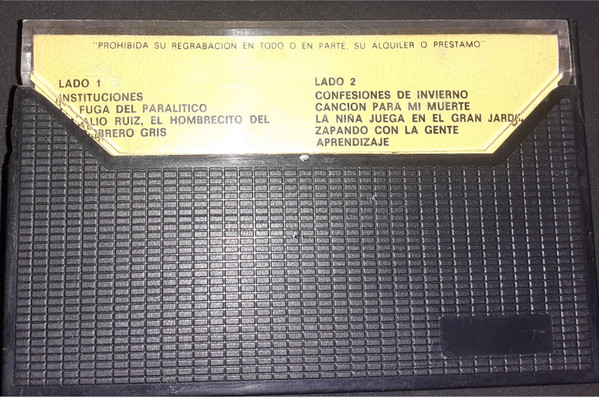 "PROHIBIDA SU REGRABACION EN TODO O EN PARTE, SU ALQUILER O PRESTAMO"
LADO 1
INSTITUCIONES
FUGA DEL PARALITICO
RUIZ, EL HOMBRECITO DEL
GRIS
LADO 2
CONFESIONES DE INVIERNO
CANCION PARA MI MUERTE
LA NIÑA JUEGA EN EL GRAN
ZAPANDO CON LA GENTE
APRENDIZAJE